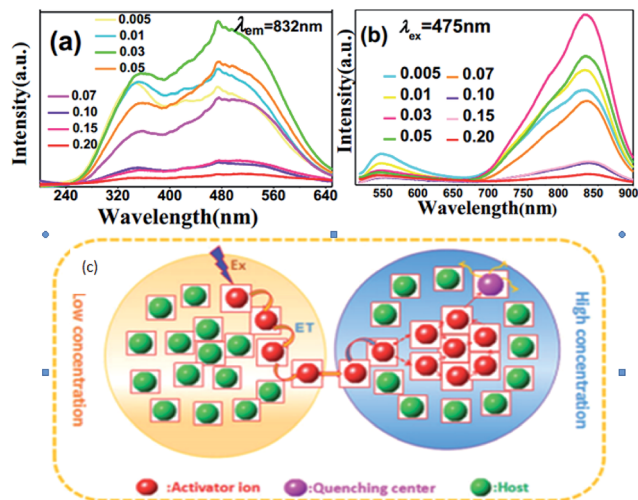 (a)
λem=832nm
0.005
0.01
0.03
0.05
0.07
0.10
0.15
0.20
Intensity(a.u.)
240 320 400 480 560 640
Wavelength(nm)
(b)
λex=475nm
0.005 0.07
0.01 0.10
0.03 0.15
0.05 0.20
Intensity(a.u.)
550 600 650 700 750 800 850 900
Wavelength(nm)
(c)
Low concentration
Ex
ET
High concentration
:Activator ion :Quenching center :Host